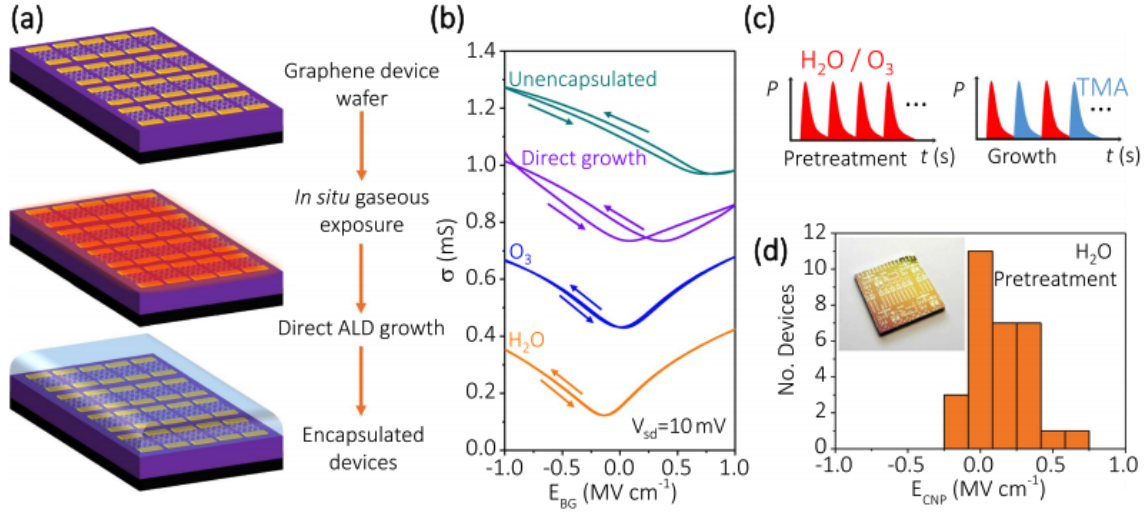 (a)
Graphene device
wafer
In situ gaseous
exposure
Direct ALD growth
Encapsulated
devices
(b)
1.4
1.2
1.0
0.8
0.6
0.4
0.2
0.0
σ (mS)
Unencapsulated
Direct growth
O₃
H₂O
V_sd=10 mV
-1.0 -0.5 0.0 0.5 1.0
E_BG (MV cm⁻¹)
(c)
H₂O / O₃
P
...
Pretreatment
t (s)
P
TMA
...
Growth
t (s)
(d)
12
10
8
6
4
2
0
No. Devices
H₂O
Pretreatment
-1.0 -0.5 0.0 0.5 1.0
E_CNP (MV cm⁻¹)